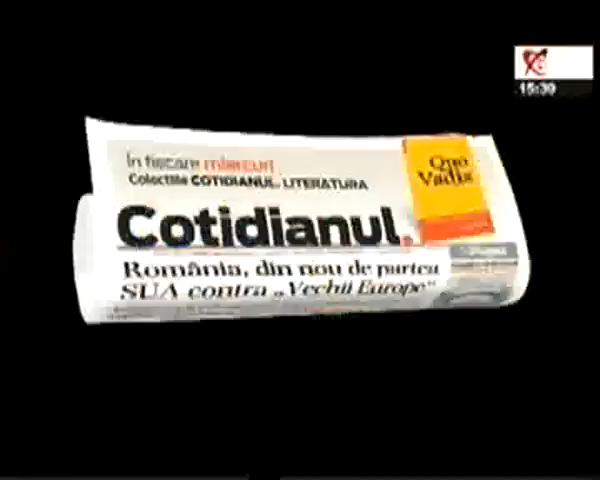 15:30
În fiecare miercuri
Colecțiile COTIDIANUL. LITERATURA
Quo
Vadis
Cotidianul.
România, din nou de partea
SUA contra „Vechii Europe”